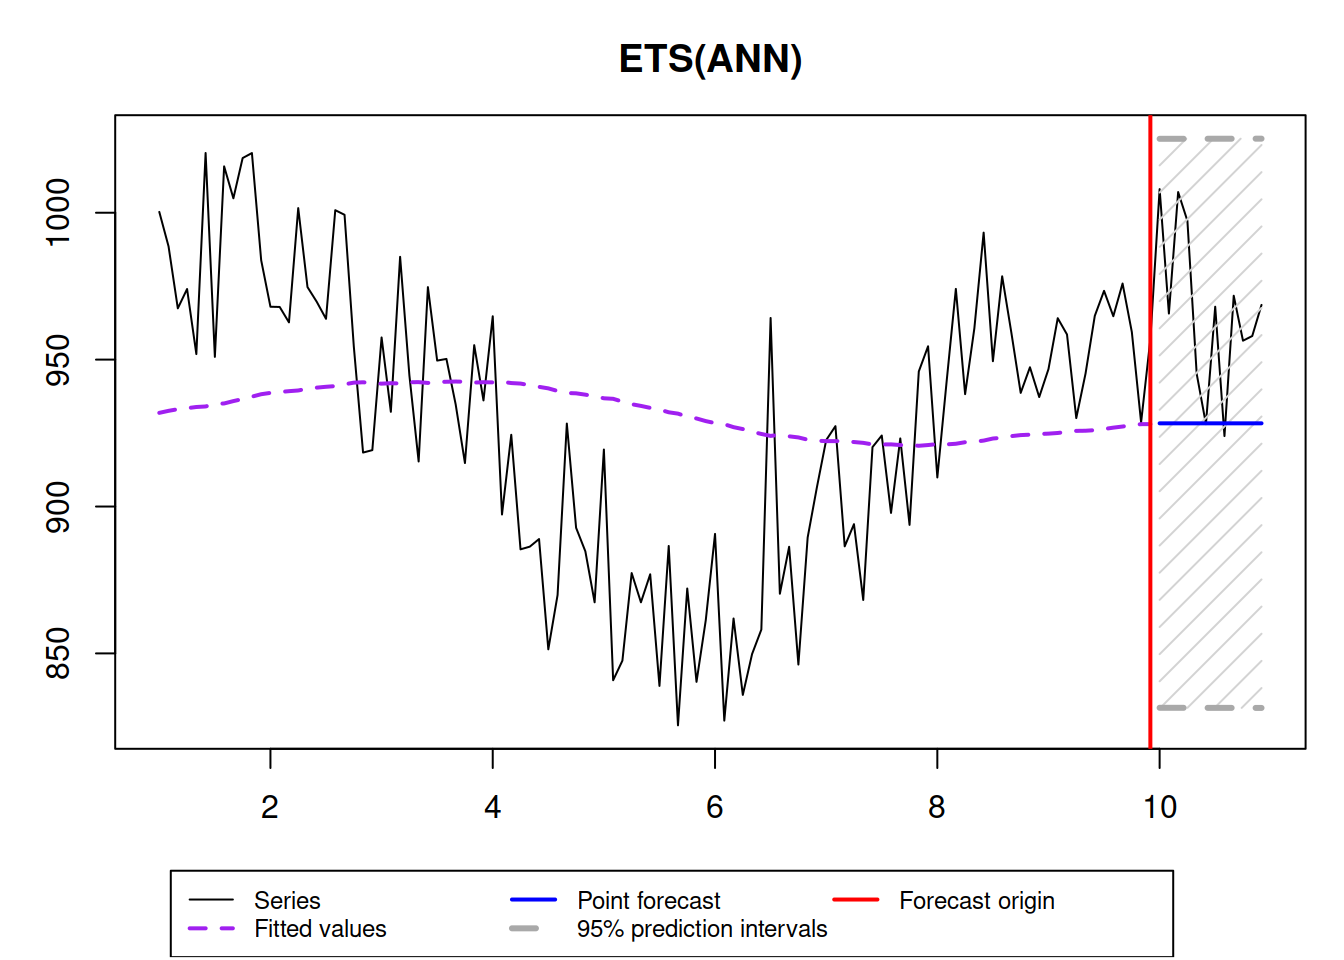 ETS(ANN)
1000
950
900
850
2 4 6 8 10
Series Point forecast Forecast origin
Fitted values 95% prediction intervals